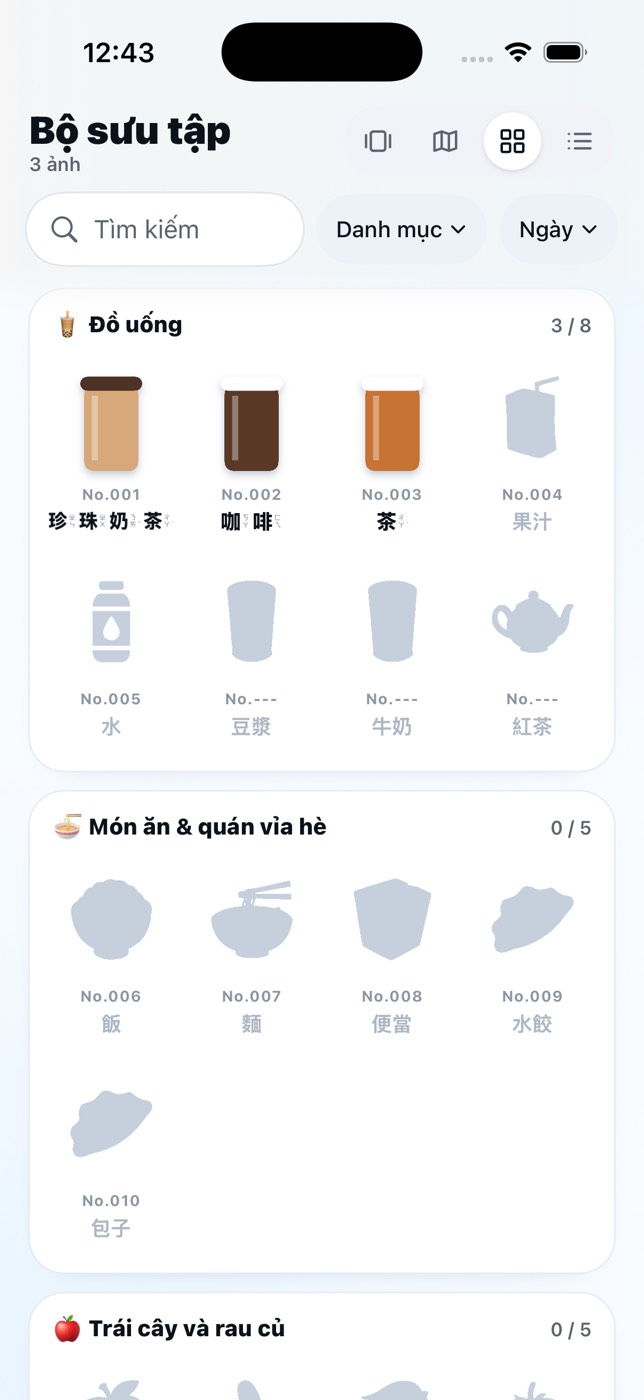 12:43
Bộ sưu tập
3 ảnh
Tìm kiếm
Danh mục
Ngày
Đồ uống
3 / 8
No.001
No.002
No.003
No.004
珍珠奶茶
咖啡
茶
果汁
No.005
No.---
No.---
No.---
水
豆漿
牛奶
紅茶
Món ăn & quán vỉa hè
0 / 5
No.006
No.007
No.008
No.009
飯
麵
便當
水餃
No.010
包子
Trái cây và rau củ
0 / 5